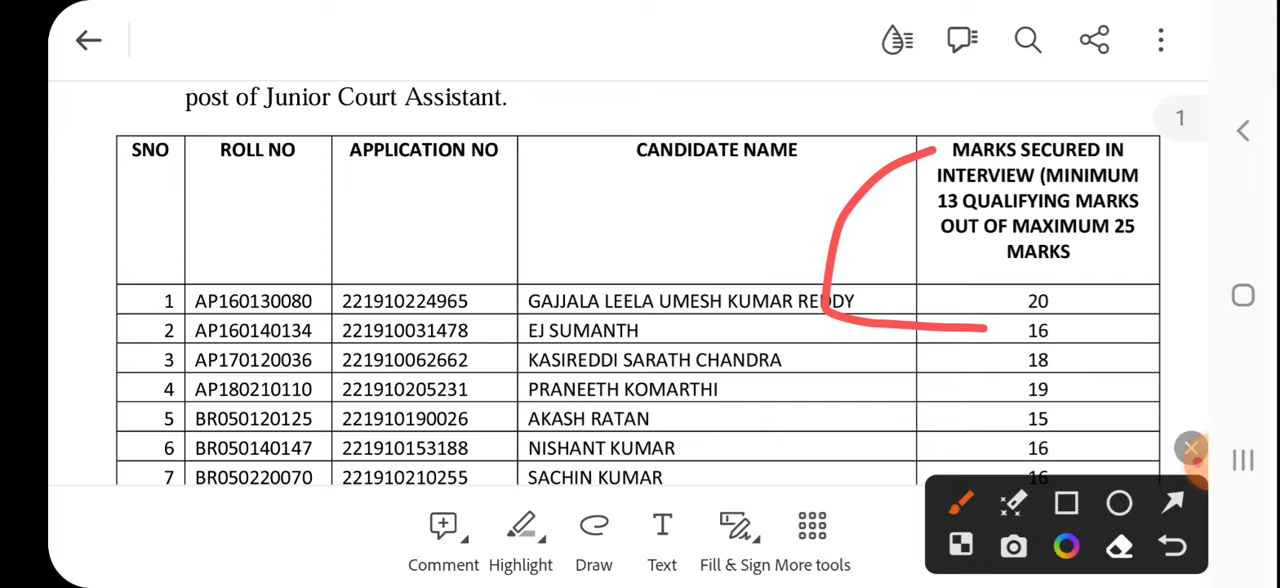 1
post of Junior Court Assistant.
SNO ROLL NO APPLICATION NO CANDIDATE NAME MARKS SECURED IN
INTERVIEW (MINIMUM
13 QUALIFYING MARKS
OUT OF MAXIMUM 25
MARKS
1 AP160130080 221910224965 GAJJALA LEELA UMESH KUMAR REDDY 20
2 AP160140134 221910031478 EJ SUMANTH 16
3 AP170120036 221910062662 KASIREDDI SARATH CHANDRA 18
4 AP180210110 221910205231 PRANEETH KOMARTHI 19
5 BR050120125 221910190026 AKASH RATAN 15
6 BR050140147 221910153188 NISHANT KUMAR 16
7 BR050220070 221910210255 SACHIN KUMAR 16
Comment Highlight Draw Text Fill & Sign More tools